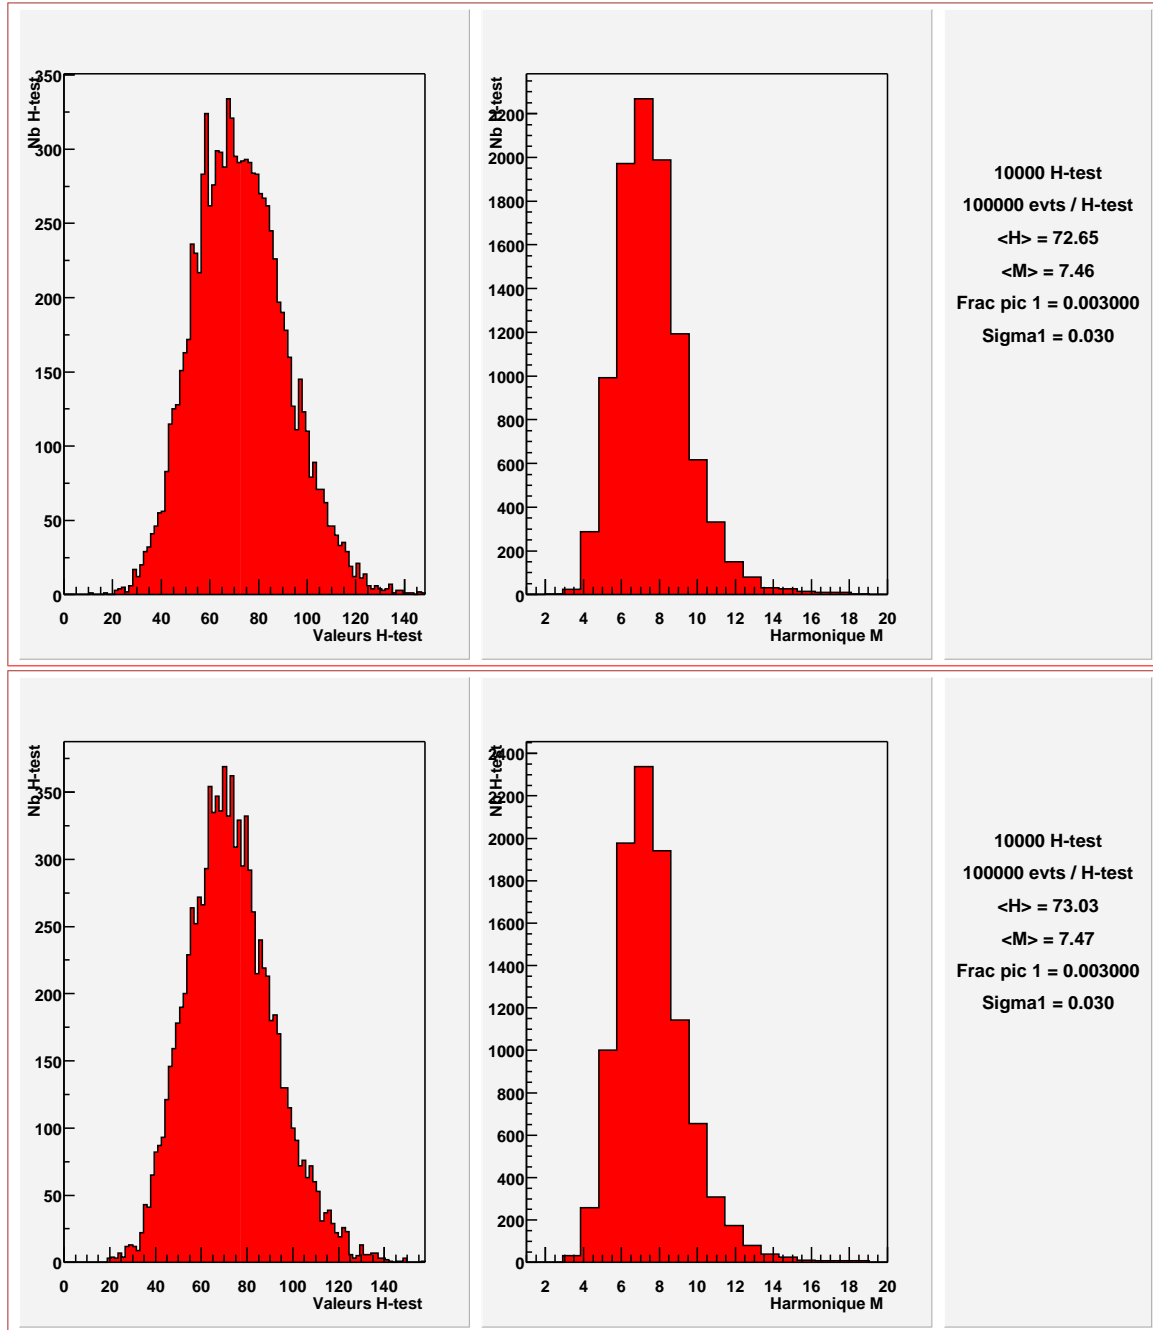 Nb H-test
350
300
250
200
150
100
50
0
0 20 40 60 80 100 120 140
Valeurs H-test
Nb H-test
2200
2000
1800
1600
1400
1200
1000
800
600
400
200
0
2 4 6 8 10 12 14 16 18 20
Harmonique M
10000 H-test
100000 evts / H-test
<H> = 72.65
<M> = 7.46
Frac pic 1 = 0.003000
Sigma1 = 0.030
Nb H-test
350
300
250
200
150
100
50
0
0 20 40 60 80 100 120 140
Valeurs H-test
Nb H-test
2400
2200
2000
1800
1600
1400
1200
1000
800
600
400
200
0
2 4 6 8 10 12 14 16 18 20
Harmonique M
10000 H-test
100000 evts / H-test
<H> = 73.03
<M> = 7.47
Frac pic 1 = 0.003000
Sigma1 = 0.030